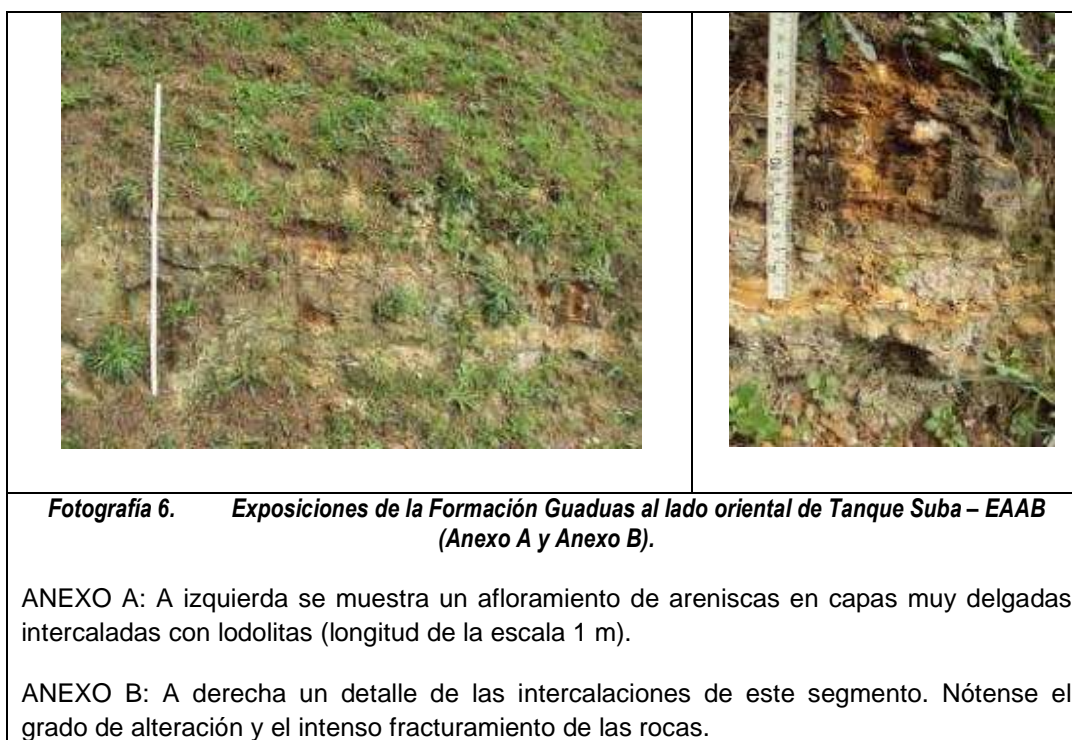 Fotografía 6. Exposiciones de la Formación Guaduas al lado oriental de Tanque Suba – EAAB
(Anexo A y Anexo B).
ANEXO A: A izquierda se muestra un afloramiento de areniscas en capas muy delgadas
intercaladas con lodolitas (longitud de la escala 1 m).
ANEXO B: A derecha un detalle de las intercalaciones de este segmento. Nótense el
grado de alteración y el intenso fracturamiento de las rocas.